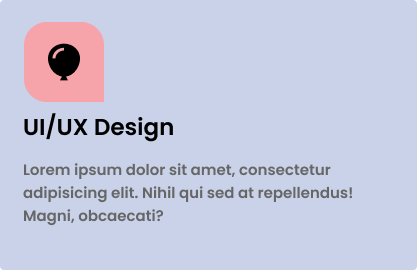 UI/UX Design
Lorem ipsum dolor sit amet, consectetur
adipisicing elit. Nihil qui sed at repellendus!
Magni, obcaecati?